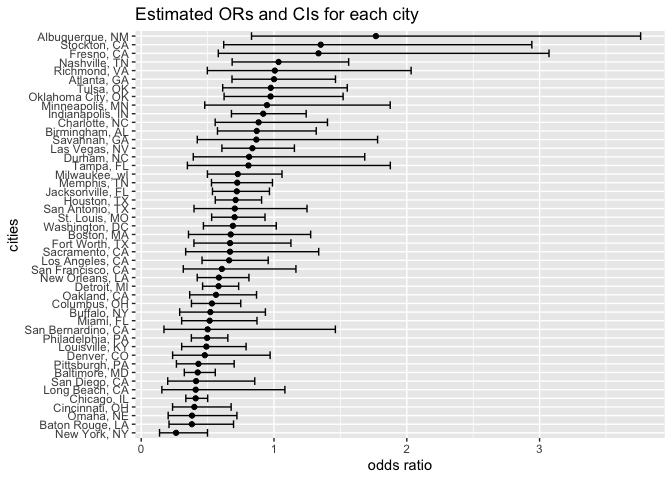 Estimated ORs and CIs for each city
Albuquerque, NM
Stockton, CA
Fresno, CA
Nashville, TN
Richmond, VA
Atlanta, GA
Tulsa, OK
Oklahoma City, OK
Minneapolis, MN
Indianapolis, IN
Charlotte, NC
Birmingham, AL
Savannah, GA
Las Vegas, NV
Durham, NC
Tampa, FL
Milwaukee, wI
Memphis, TN
Jacksonville, FL
Houston, TX
San Antonio, TX
St. Louis, MO
Washington, DC
Boston, MA
Fort Worth, TX
Sacramento, CA
Los Angeles, CA
San Francisco, CA
New Orleans, LA
Detroit, MI
Oakland, CA
Columbus, OH
Buffalo, NY
Miami, FL
San Bernardino, CA
Philadelphia, PA
Louisville, KY
Denver, CO
Pittsburgh, PA
Baltimore, MD
San Diego, CA
Long Beach, CA
Chicago, IL
Cincinnati, OH
Omaha, NE
Baton Rouge, LA
New York, NY
cities
0 1 2 3
odds ratio